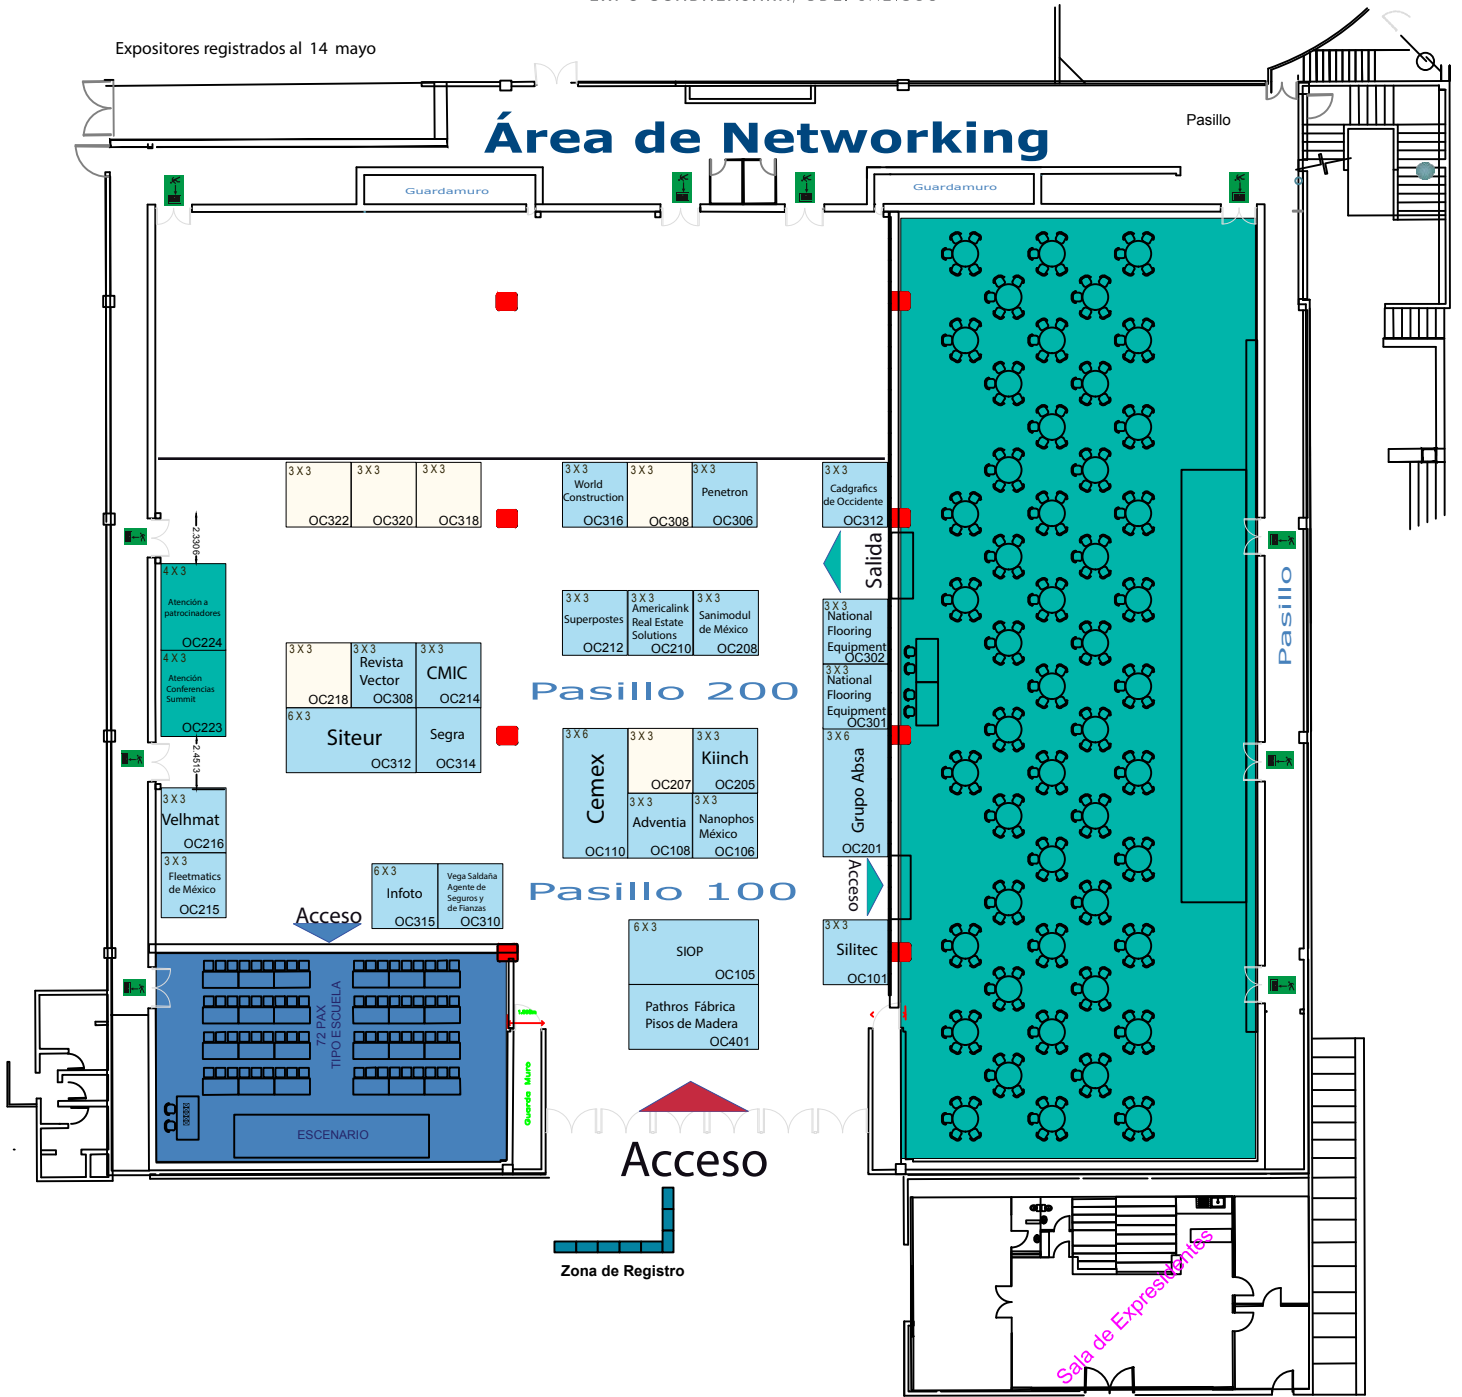 Expositores registrados al 14 mayo
Área de Networking
Pasillo
Guardamuro
Guardamuro
3 X 3
OC322
3 X 3
OC320
3 X 3
OC318
3 X 3
World
Construction
OC316
3 X 3
OC308
3 X 3
Penetron
OC306
3 X 3
Cadgrafics
de Occidente
OC312
2.3306
Salida
4 X 3
Atención a
patrocinadores
OC224
4 X 3
Atención
Conferencias
Summit
OC223
2.4513
3 X 3
Superpostes
OC212
3 X 3
Americalink
Real Estate
Solutions
OC210
3 X 3
Sanimodul
de México
OC208
3 X 3
National
Flooring
Equipment
OC302
3 X 3
National
Flooring
Equipment
OC301
Pasillo
3 X 3
OC218
3 X 3
Revista
Vector
OC308
3 X 3
CMIC
OC214
6 X 3
Siteur
OC312
Segra
OC314
Pasillo 200
3 X 6
Cemex
OC110
3 X 3
OC207
3 X 3
Kiinch
OC205
3 X 3
Adventia
OC108
3 X 3
Nanophos
México
OC106
3 X 6
Grupo Absa
OC201
3 X 3
Velhmat
OC216
3 X 3
Fleetmatics
de México
OC215
6 X 3
Infoto
OC315
Vega Saldaña
Agente de
Seguros y
de Fianzas
OC310
Pasillo 100
Acceso
Acceso
6 X 3
SIOP
OC105
Pathros Fábrica
Pisos de Madera
OC401
3 X 3
Silitec
OC101
72 PAX
TIPO ESCUELA
ESCENARIO
Guarda Muro
Acceso
Zona de Registro
Sala de Expresidentes